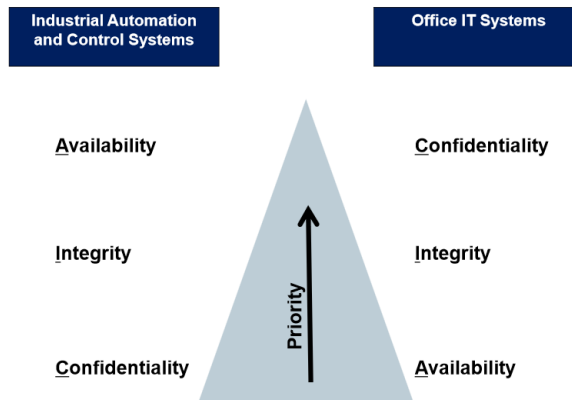 Industrial Automation
and Control Systems
Office IT Systems
Availability
Confidentiality
Integrity
Integrity
Priority
Confidentiality
Availability